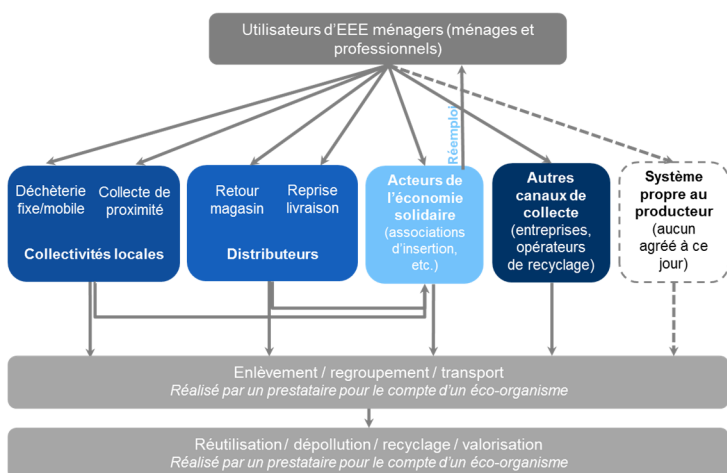 Utilisateurs d'EEE ménagers (ménages et
professionnels)
Réemploi
Déchèterie
fixe/mobile
Collecte de
proximité
Collectivités locales
Retour
magasin
Reprise
livraison
Distributeurs
Acteurs de
l'économie
solidaire
(associations
d'insertion,
etc.)
Autres
canaux de
collecte
(entreprises,
opérateurs
de recyclage)
Système
propre au
producteur
(aucun
agréé à ce
jour)
Enlèvement / regroupement / transport
Réalisé par un prestataire pour le compte d'un éco-organisme
Réutilisation / dépollution / recyclage / valorisation
Réalisé par un prestataire pour le compte d'un éco-organisme